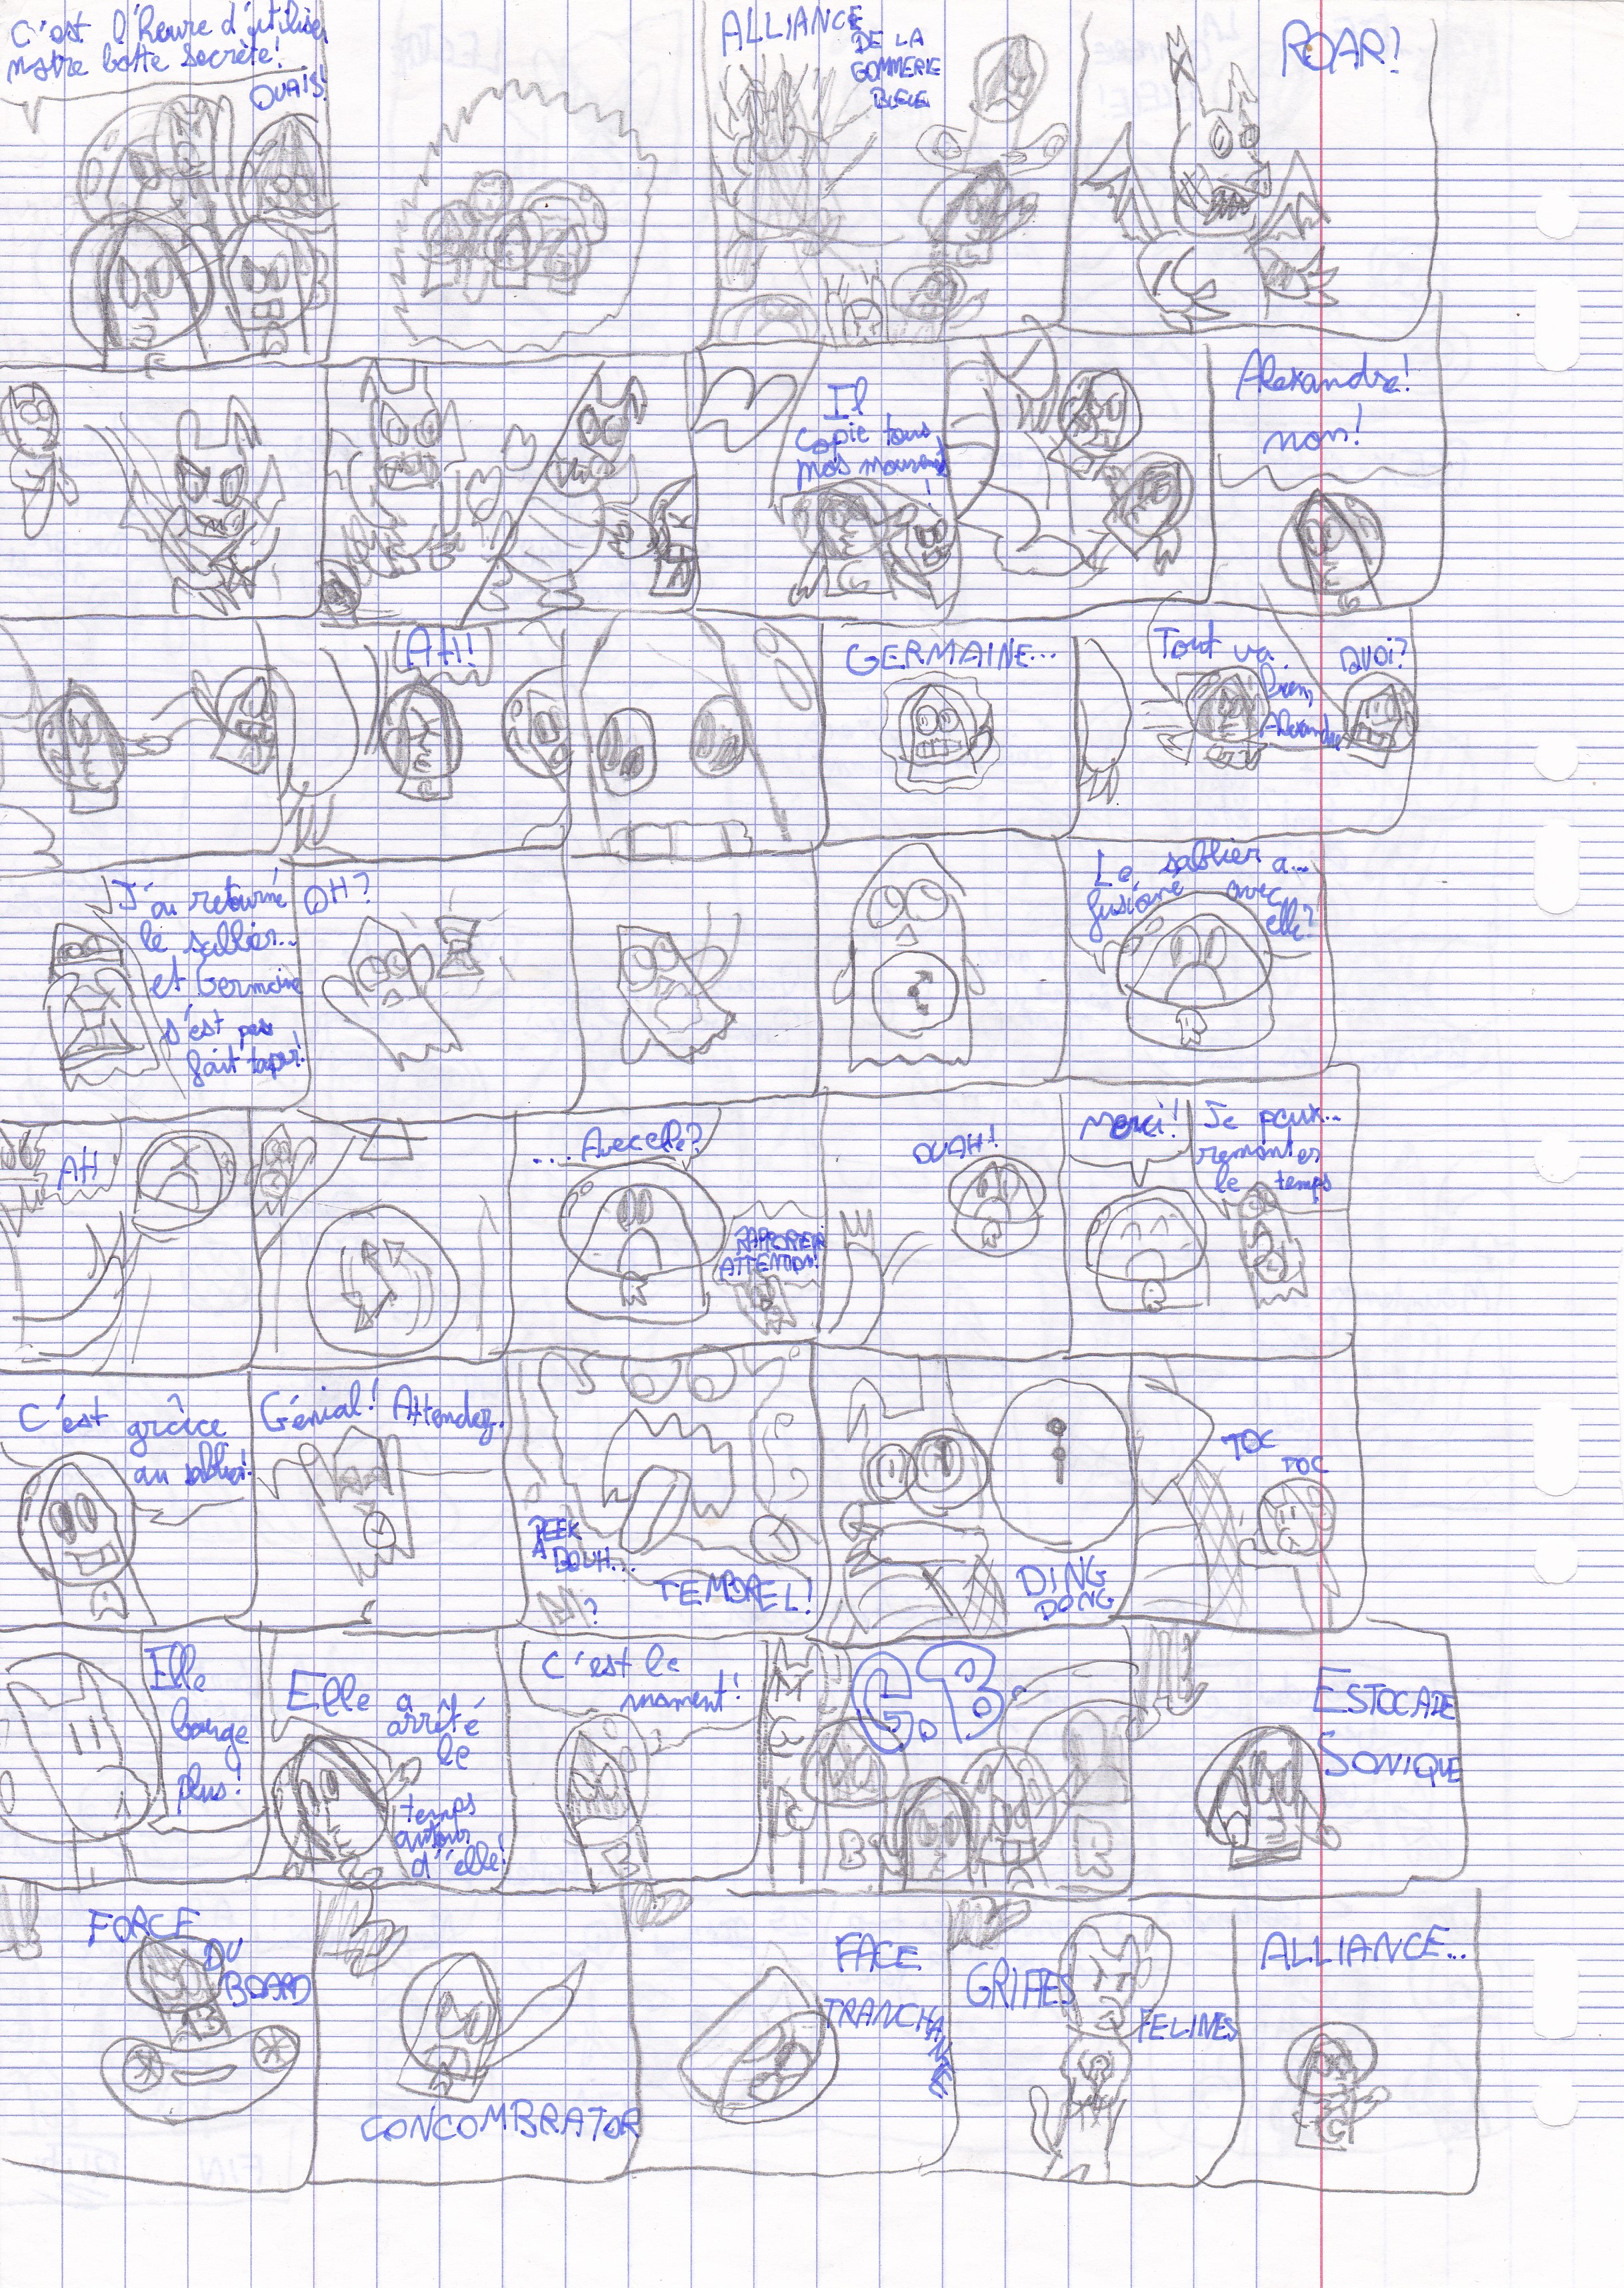 C'est l'heure d'utiliser
notre botte secrète!
OUAIS!
ALLIANCE
DE LA
GOMMERIE
BLEUE
ROAR!
Il
copie tous
nos mouvements
!
Alexandre!
non!
AH!
GERMAINE...
Tout va
bien,
Alexandre
QUOI?
J'ai retourné
le sablier...
et Germaine
s'est pas
fait taper!
OH?
Le sablier a...
fusionné avec
elle?
AH
... Avec elle?
RAPPORTEUR
ATTENTION!
OUAH!
Merci!
Je peux...
remonter
le temps
C'est grâce
au sablier!
Génial! Attendez..
PEEK
A
BOUH...
TEMPOREL!
?
DING
DONG
TOC
TOC
Elle
bouge
plus!
Elle a
arrêté
le
temps
autour
d'elle!
C'est le
moment!
G.B.
ESTOCADE
SONIQUE
FORCE
DU
BOARD
CONCOMBRATOR
FACE
TRANCHANTE
GRIFFES
FELINES
ALLIANCE...